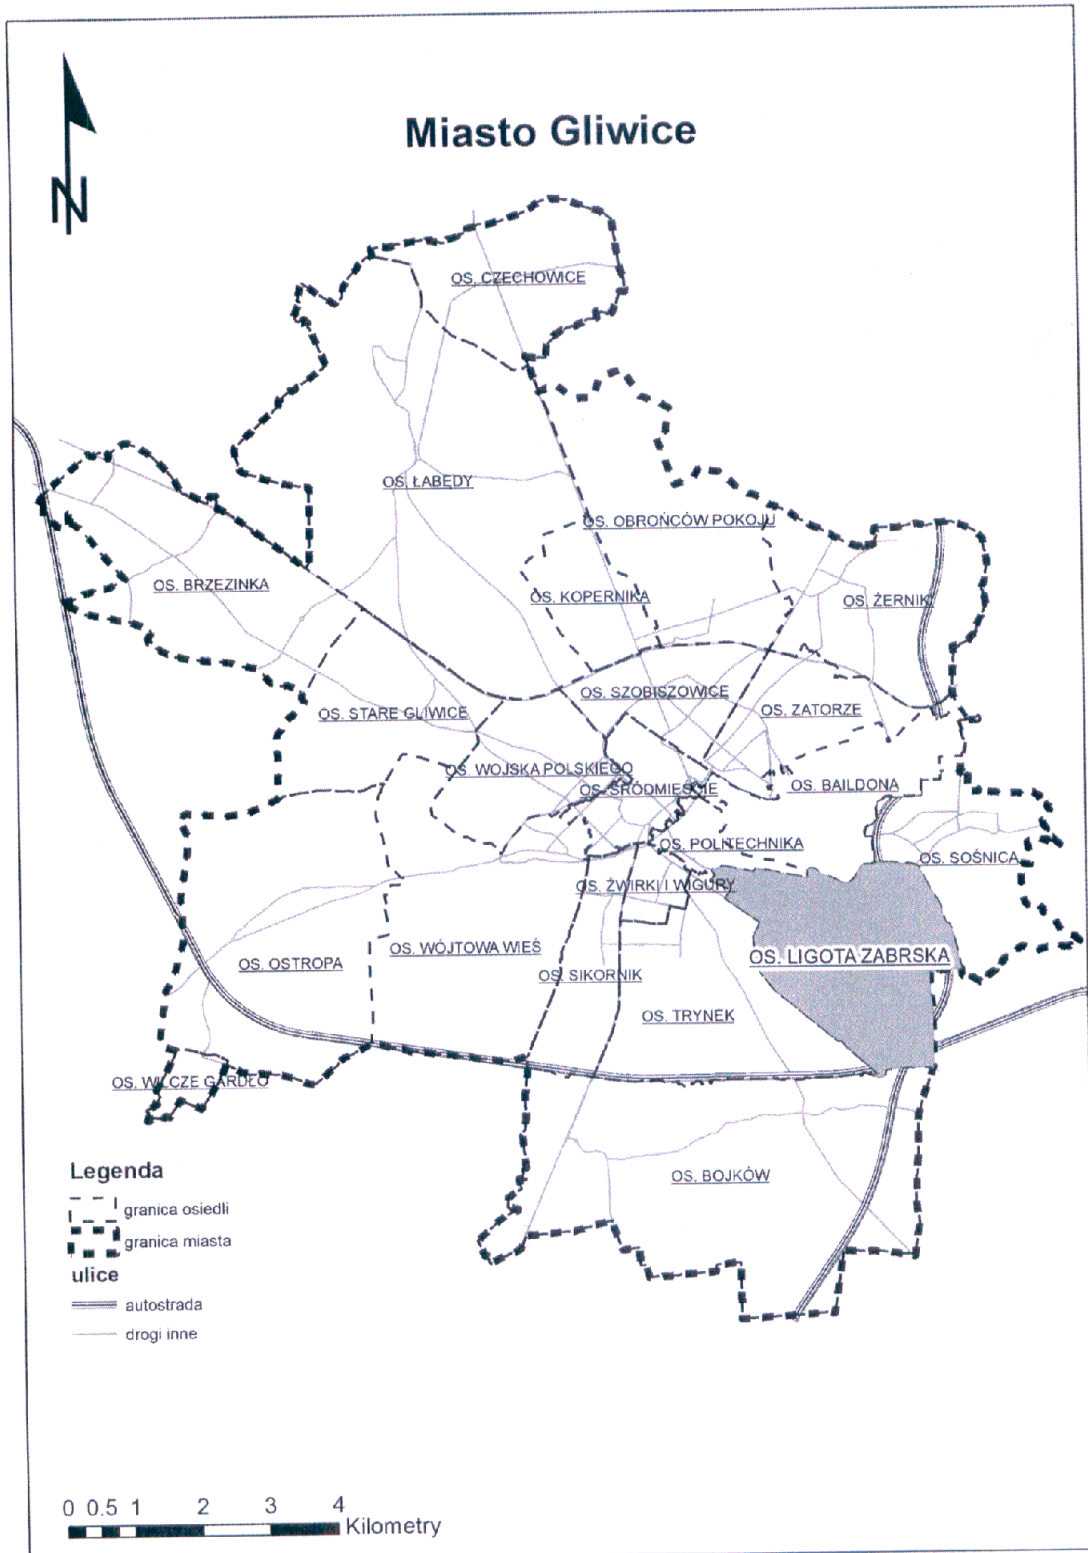 N
Miasto Gliwice
OS. CZECHOWICE
OS. ŁABĘDY
OS. OBROŃCÓW POKOJU
OS. BRZEZINKA
OS. KOPERNIKA
OS. ŻERNIKI
OS. SZOBISZOWICE
OS. STARE GLIWICE
OS. ZATORZE
OS. WOJSKA POLSKIEGO
OS. ŚRÓDMIEŚCIE
OS. BAILDONA
OS. POLITECHNIKA
OS. SOŚNICA
OS. ŻWIRKI I WIGURY
OS. WÓJTOWA WIEŚ
OS. LIGOTA ZABRSKA
OS. OSTROPA
OS. SIKORNIK
OS. TRYNEK
OS. WILCZE GARDŁO
OS. BOJKÓW
Legenda
granica osiedli
granica miasta
ulice
autostrada
drogi inne
0 0.5 1 2 3 4
Kilometry